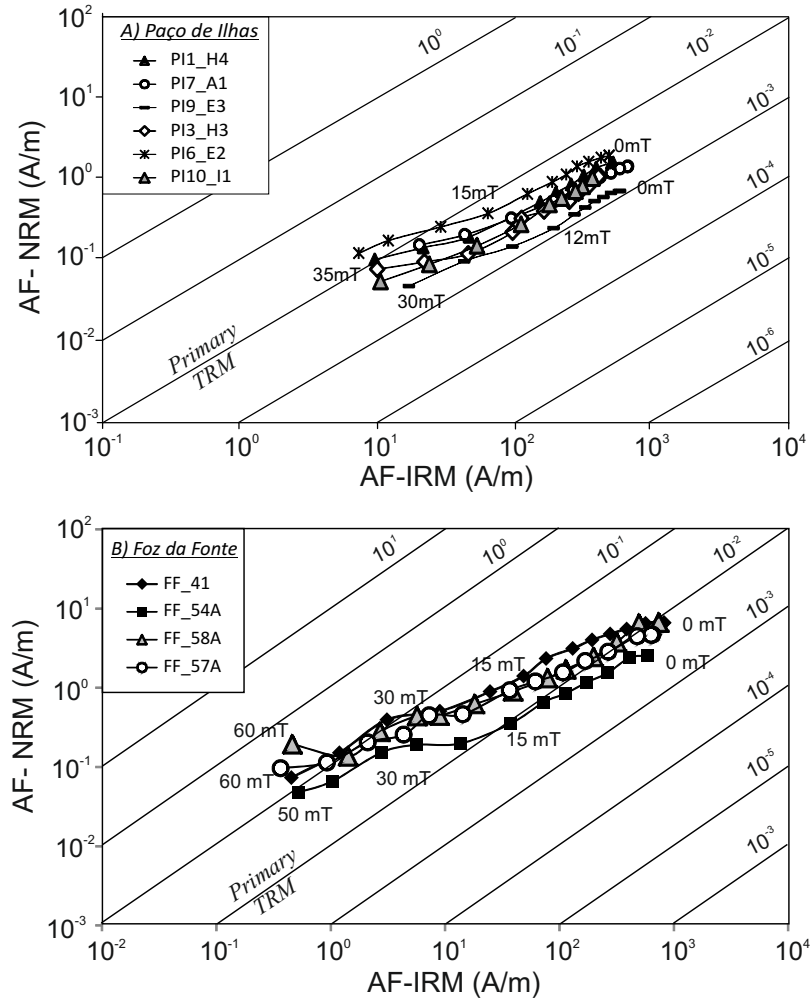 A) Paço de Ilhas
PI1_H4
PI7_A1
PI9_E3
PI3_H3
PI6_E2
PI10_I1
10² 10¹ 10⁰ 10⁻¹ 10⁻² 10⁻³
AF- NRM (A/m)
10⁰ 10⁻¹ 10⁻² 10⁻³ 10⁻⁴ 10⁻⁵ 10⁻⁶
0mT
15mT
0mT
12mT
35mT
30mT
Primary
TRM
10⁻¹ 10⁰ 10¹ 10² 10³ 10⁴
AF-IRM (A/m)
B) Foz da Fonte
FF_41
FF_54A
FF_58A
FF_57A
10² 10¹ 10⁰ 10⁻¹ 10⁻² 10⁻³
AF- NRM (A/m)
10¹ 10⁰ 10⁻¹ 10⁻² 10⁻³ 10⁻⁴ 10⁻⁵ 10⁻³
0 mT
15 mT
0 mT
30 mT
15 mT
60 mT
30 mT
60 mT
50 mT
Primary
TRM
10⁻² 10⁻¹ 10⁰ 10¹ 10² 10³ 10⁴
AF-IRM (A/m)